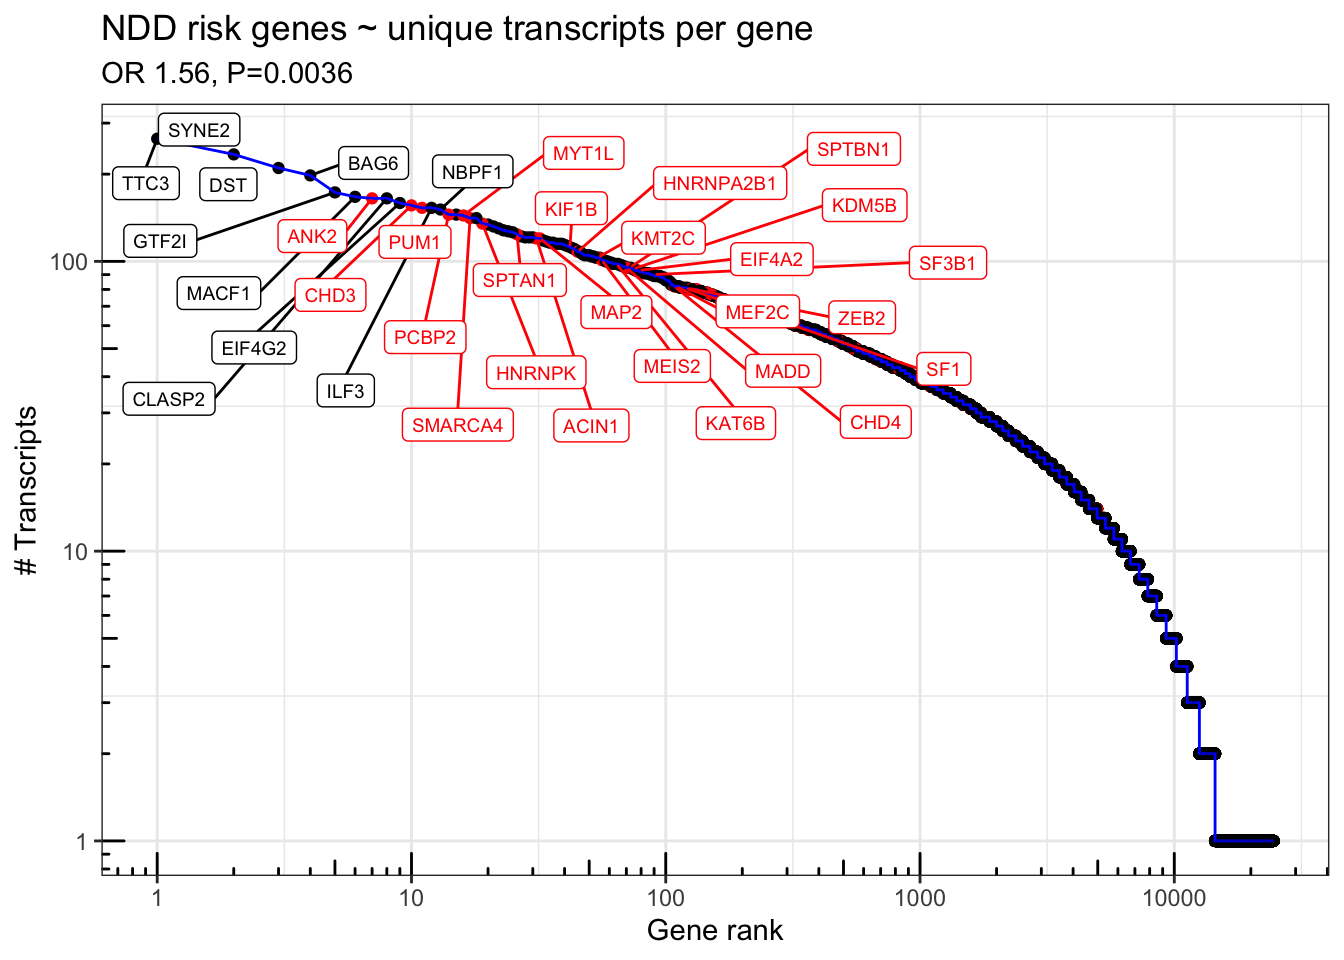 NDD risk genes ~ unique transcripts per gene
OR 1.56, P=0.0036
SYNE2
TTC3
DST
BAG6
NBPF1
MYT1L
SPTBN1
HNRNPA2B1
KIF1B
KDM5B
GTF2I
ANK2
PUM1
KMT2C
EIF4A2
SF3B1
MACF1
CHD3
SPTAN1
MAP2
MEF2C
ZEB2
EIF4G2
PCBP2
HNRNPK
MEIS2
MADD
SF1
CLASP2
ILF3
SMARCA4
ACIN1
KAT6B
CHD4
# Transcripts
100
10
1
1
10
100
1000
10000
Gene rank